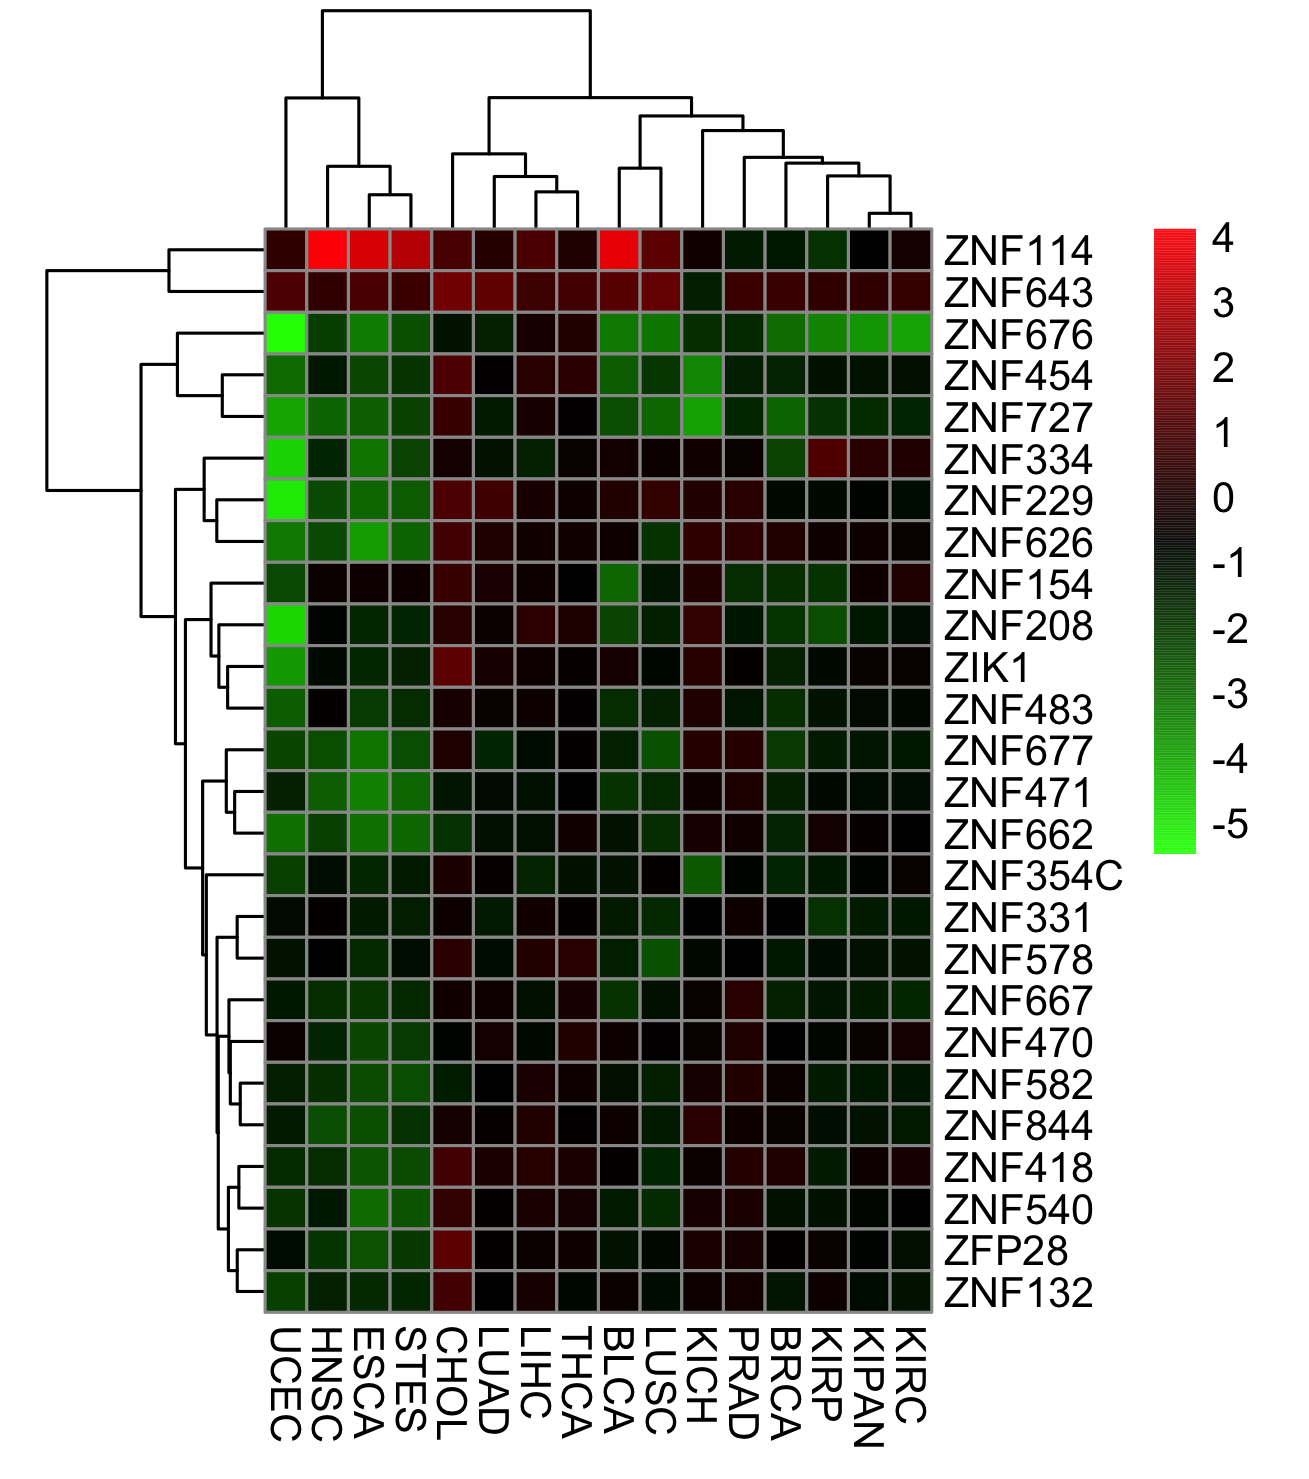 ZNF114
ZNF643
ZNF676
ZNF454
ZNF727
ZNF334
ZNF229
ZNF626
ZNF154
ZNF208
ZIK1
ZNF483
ZNF677
ZNF471
ZNF662
ZNF354C
ZNF331
ZNF578
ZNF667
ZNF470
ZNF582
ZNF844
ZNF418
ZNF540
ZFP28
ZNF132
4
3
2
1
0
-1
-2
-3
-4
-5
UCEC
HNSC
ESCA
STES
CHOL
LUAD
LIHC
THCA
BLCA
LUSC
KICH
PRAD
BRCA
KIRP
KIPAN
KIRC